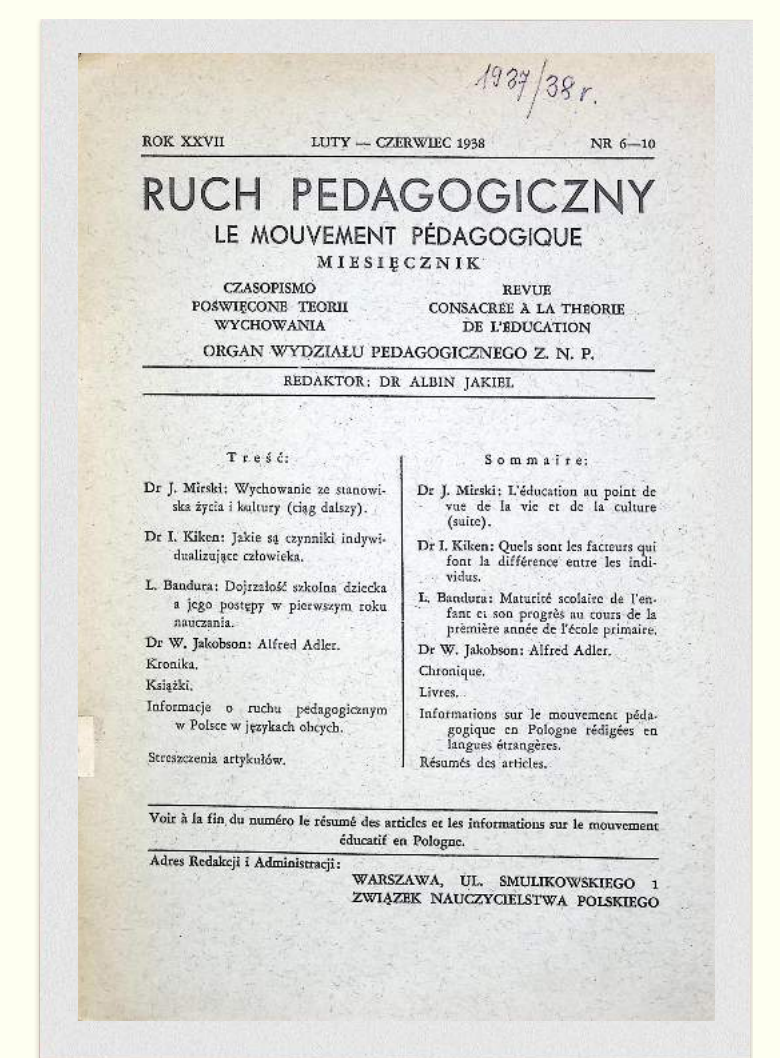 1937/38 r.
ROK XXVII LUTY — CZERWIEC 1938 NR 6—10
RUCH PEDAGOGICZNY
LE MOUVEMENT PÉDAGOGIQUE
MIESIĘCZNIK
CZASOPISMO
POŚWIĘCONE TEORII
WYCHOWANIA
REVUE
CONSACRÉE À LA THÉORIE
DE L'ÉDUCATION
ORGAN WYDZIAŁU PEDAGOGICZNEGO Z. N. P.
REDAKTOR: DR ALBIN JAKIEL
Treść:
Dr J. Mirski: Wychowanie ze stanowi-
ska życia i kultury (ciąg dalszy).
Dr I. Kiken: Jakie są czynniki indywi-
dualizujące człowieka.
L. Bandura: Dojrzałość szkolna dziecka
a jego postępy w pierwszym roku
nauczania.
Dr W. Jakobson: Alfred Adler.
Kronika.
Książki.
Informacje o ruchu pedagogicznym
w Polsce w językach obcych.
Streszczenia artykułów.
Sommaire:
Dr J. Mirski: L'éducation au point de
vue de la vie et de la culture
(suite).
Dr I. Kiken: Quels sont les facteurs qui
font la différence entre les indi-
vidus.
L. Bandura: Maturité scolaire de l'en-
fant et son progrès au cours de la
première année de l'école primaire.
Dr W. Jakobson: Alfred Adler.
Chronique.
Livres.
Informations sur le mouvement péda-
gogique en Pologne rédigées en
langues étrangères.
Résumés des articles.
Voir à la fin du numéro le résumé des articles et les informations sur le mouvement
éducatif en Pologne.
Adres Redakcji i Administracji:
WARSZAWA, UL. SMULIKOWSKIEGO 1
ZWIĄZEK NAUCZYCIELSTWA POLSKIEGO